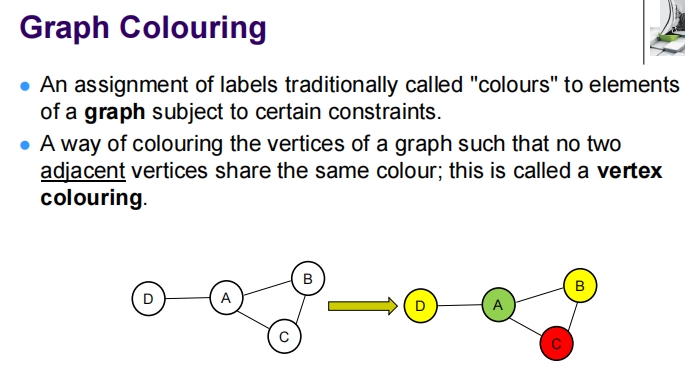 Graph Colouring
An assignment of labels traditionally called "colours" to elements
of a graph subject to certain constraints.
A way of colouring the vertices of a graph such that no two
adjacent vertices share the same colour; this is called a vertex
colouring.
B
D
A
C
B
D
A
C